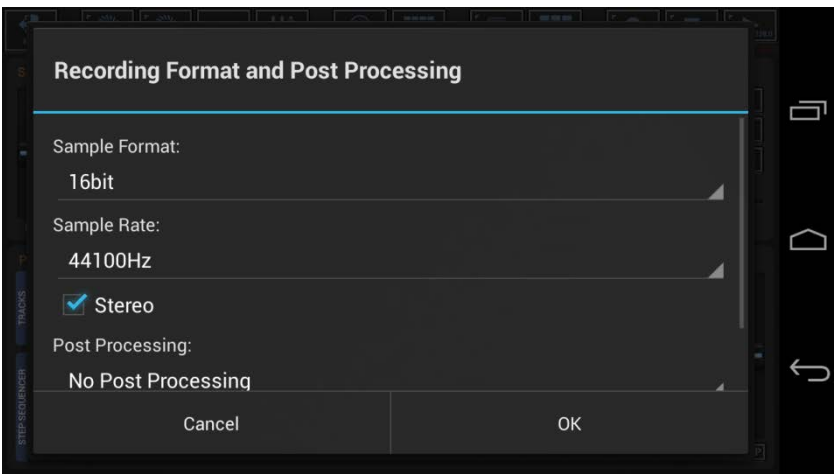 Recording Format and Post Processing
Sample Format:
16bit
Sample Rate:
44100Hz
Stereo
Post Processing:
No Post Processing
Cancel
OK
TRACKS
STEP SEQUENCER